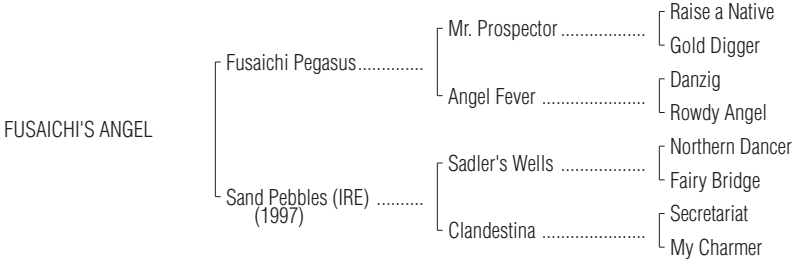 Raise a Native
Mr. Prospector ..................
Gold Digger
Fusaichi Pegasus..............
Danzig
Angel Fever ......................
Rowdy Angel
FUSAICHI'S ANGEL
Northern Dancer
Sadler's Wells ..................
Fairy Bridge
Sand Pebbles (IRE) ..........
(1997)
Secretariat
Clandestina ......................
My Charmer